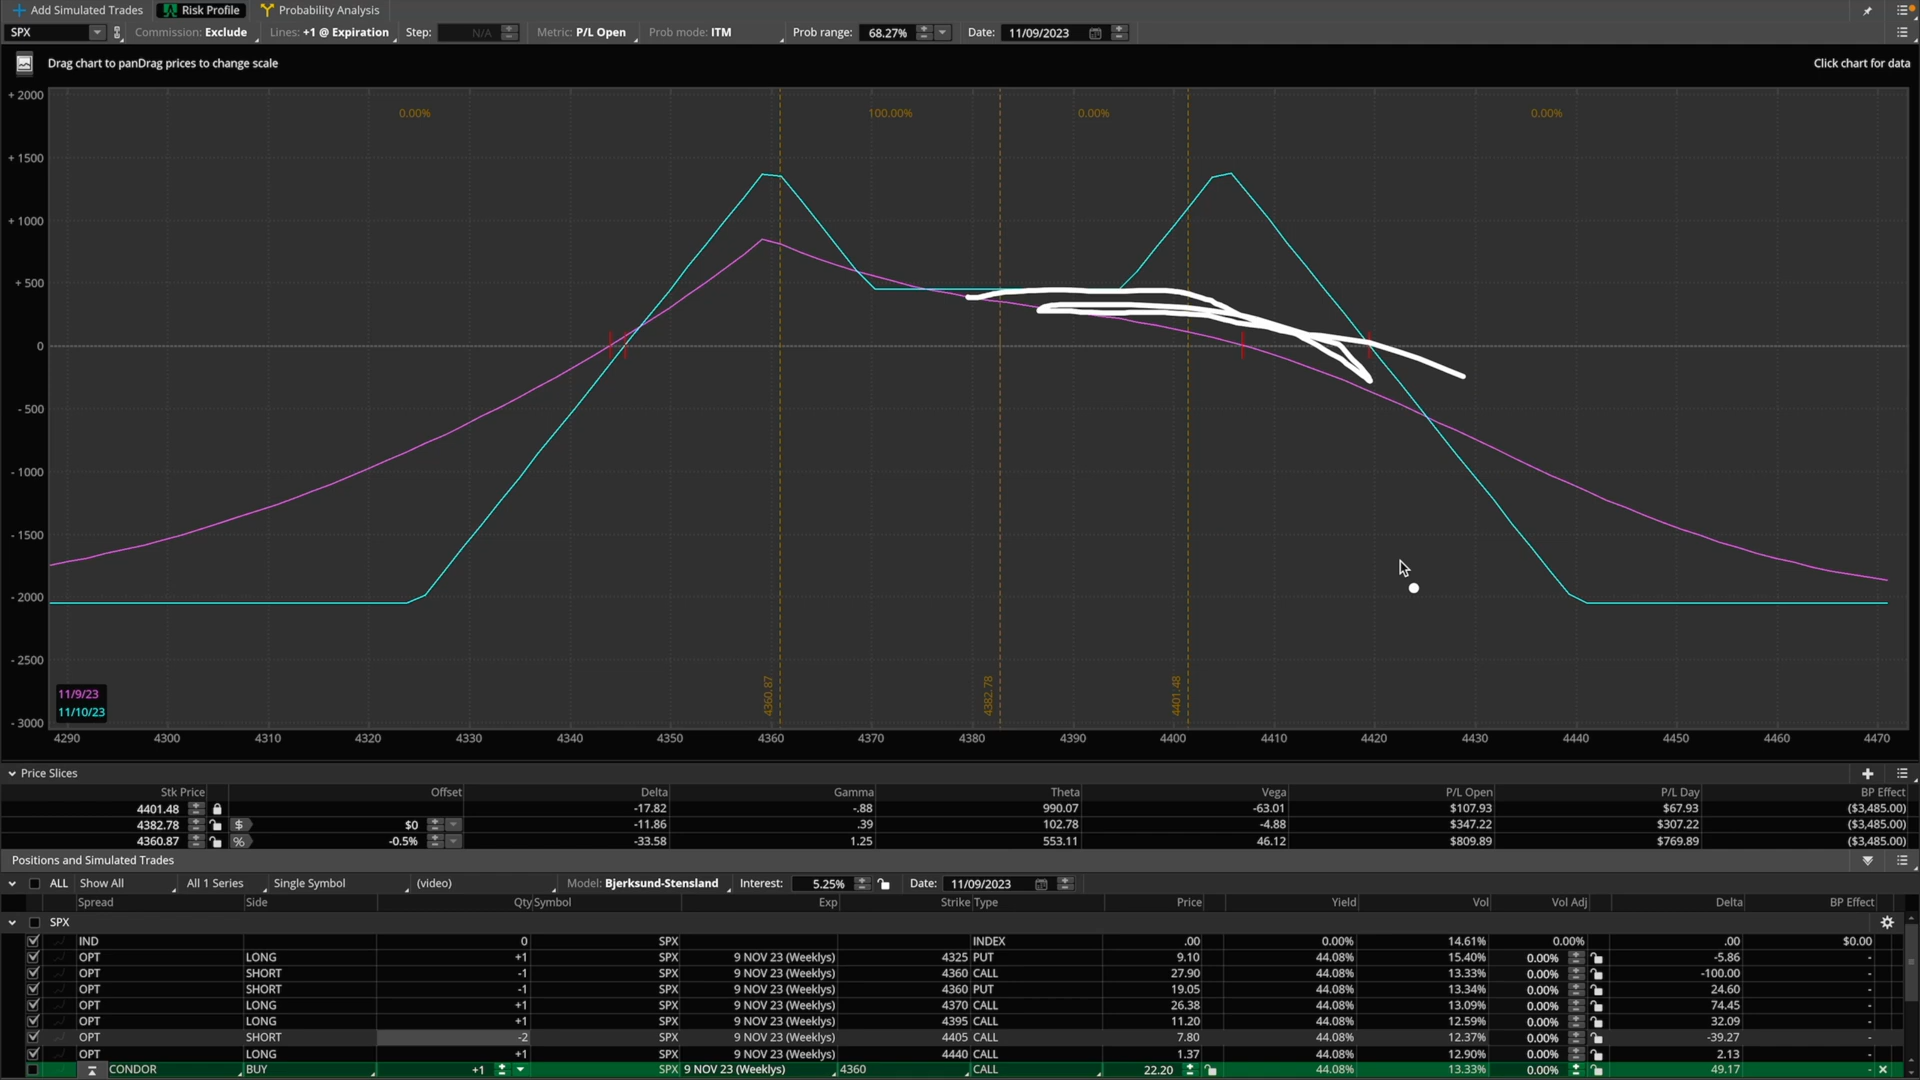 Add Simulated Trades Risk Profile Probability Analysis
SPX Commission: Exclude Lines: +1 @ Expiration Step: N/A Metric: P/L Open Prob mode: ITM Prob range: 68.27% Date: 11/09/2023
Drag chart to panDrag prices to change scale Click chart for data
+ 2000
0.00% 100.00% 0.00% 0.00%
+ 1500
+ 1000
+ 500
0
- 500
- 1000
- 1500
- 2000
- 2500
4360.87 4382.78 4401.48
11/9/23
11/10/23
- 3000
4290 4300 4310 4320 4330 4340 4350 4360 4370 4380 4390 4400 4410 4420 4430 4440 4450 4460 4470
Price Slices
Stk Price Offset Delta Gamma Theta Vega P/L Open P/L Day BP Effect
4401.48 -17.82 -.88 990.07 -63.01 $107.93 $67.93 ($3,485.00)
4382.78 $ $0 -11.86 .39 102.78 -4.88 $347.22 $307.22 ($3,485.00)
4360.87 % -0.5% -33.58 1.25 553.11 46.12 $809.89 $769.89 ($3,485.00)
Positions and Simulated Trades
ALL Show All All 1 Series Single Symbol (video) Model: Bjerksund-Stensland Interest: 5.25% Date: 11/09/2023
Spread Side Qty Symbol Exp Strike Type Price Yield Vol Vol Adj Delta BP Effect
SPX
IND 0 SPX INDEX .00 0.00% 14.61% 0.00% .00 $0.00
OPT LONG +1 SPX 9 NOV 23 (Weeklys) 4325 PUT 9.10 44.08% 15.40% 0.00% -5.86 -
OPT SHORT -1 SPX 9 NOV 23 (Weeklys) 4360 CALL 27.90 44.08% 13.33% 0.00% -100.00 -
OPT SHORT -1 SPX 9 NOV 23 (Weeklys) 4360 PUT 19.05 44.08% 13.34% 0.00% 24.60 -
OPT LONG +1 SPX 9 NOV 23 (Weeklys) 4370 CALL 26.38 44.08% 13.09% 0.00% 74.45 -
OPT LONG +1 SPX 9 NOV 23 (Weeklys) 4395 CALL 11.20 44.08% 12.59% 0.00% 32.09 -
OPT SHORT -2 SPX 9 NOV 23 (Weeklys) 4405 CALL 7.80 44.08% 12.37% 0.00% -39.27 -
OPT LONG +1 SPX 9 NOV 23 (Weeklys) 4440 CALL 1.37 44.08% 12.90% 0.00% 2.13 -
CONDOR BUY +1 SPX 9 NOV 23 (Weeklys) 4360 CALL 22.20 44.08% 13.33% 0.00% 49.17 -